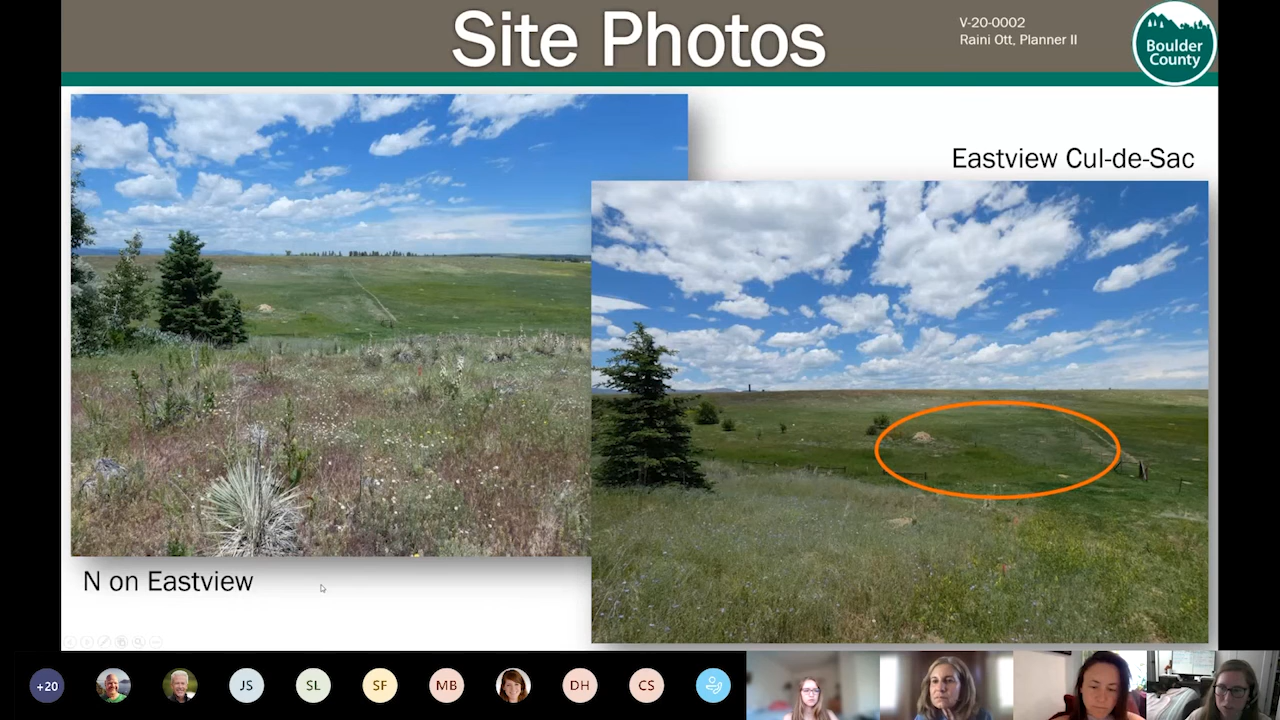 Site Photos
V-20-0002
Raini Ott, Planner II
Boulder
County
Eastview Cul-de-Sac
N on Eastview
+20
JS
SL
SF
MB
DH
CS